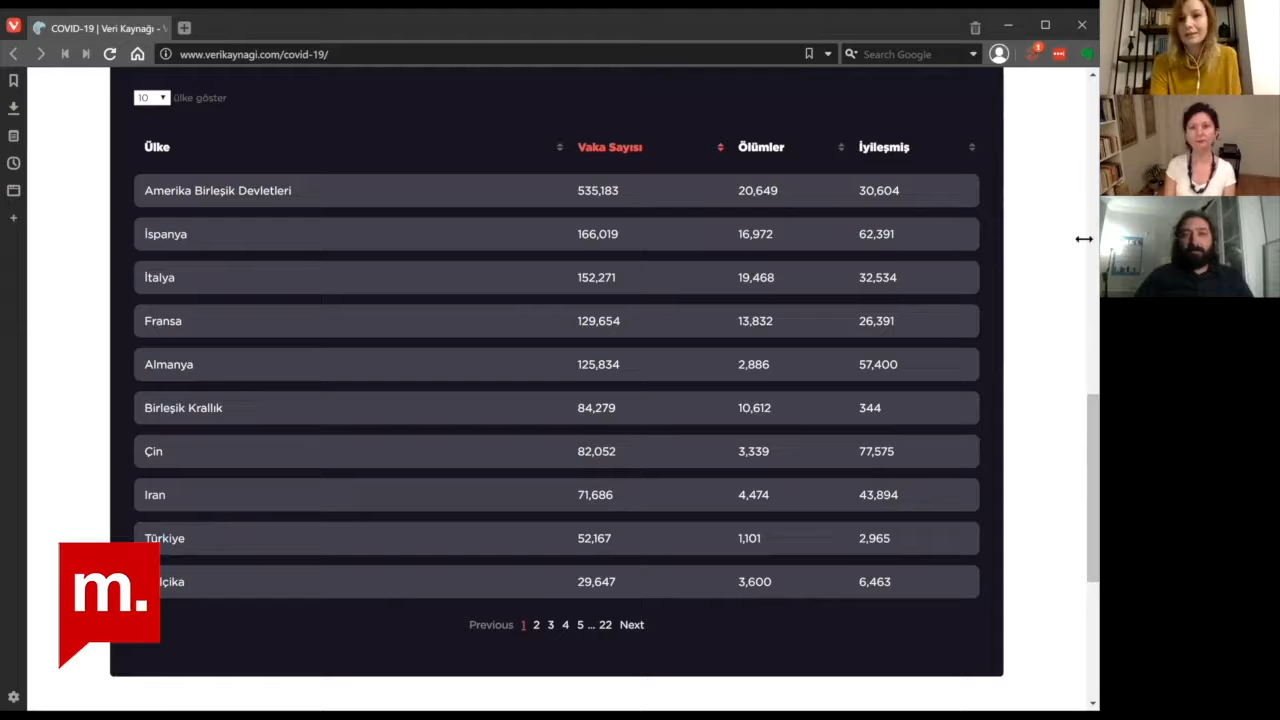 COVID-19 | Veri Kaynağı -
www.verikaynagi.com/covid-19/
Search Google
1
10 ülke göster
Ülke Vaka Sayısı Ölümler İyileşmiş
Amerika Birleşik Devletleri 535,183 20,649 30,604
İspanya 166,019 16,972 62,391
İtalya 152,271 19,468 32,534
Fransa 129,654 13,832 26,391
Almanya 125,834 2,886 57,400
Birleşik Krallık 84,279 10,612 344
Çin 82,052 3,339 77,575
Iran 71,686 4,474 43,894
Türkiye 52,167 1,101 2,965
lçika 29,647 3,600 6,463
Previous 1 2 3 4 5 ... 22 Next
m.